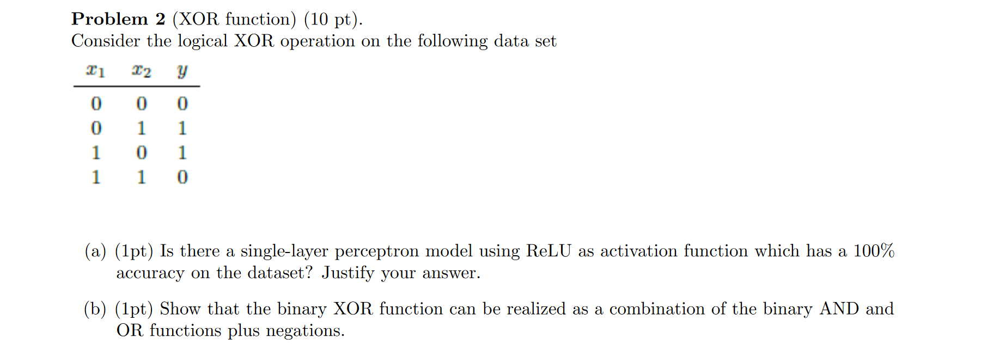 Problem 2 (XOR function) (10 pt).
Consider the logical XOR operation on the following data set
x₁ x₂ y
0 0 0
0 1 1
1 0 1
1 1 0
(a) (1pt) Is there a single-layer perceptron model using ReLU as activation function which has a 100%
accuracy on the dataset? Justify your answer.
(b) (1pt) Show that the binary XOR function can be realized as a combination of the binary AND and
OR functions plus negations.